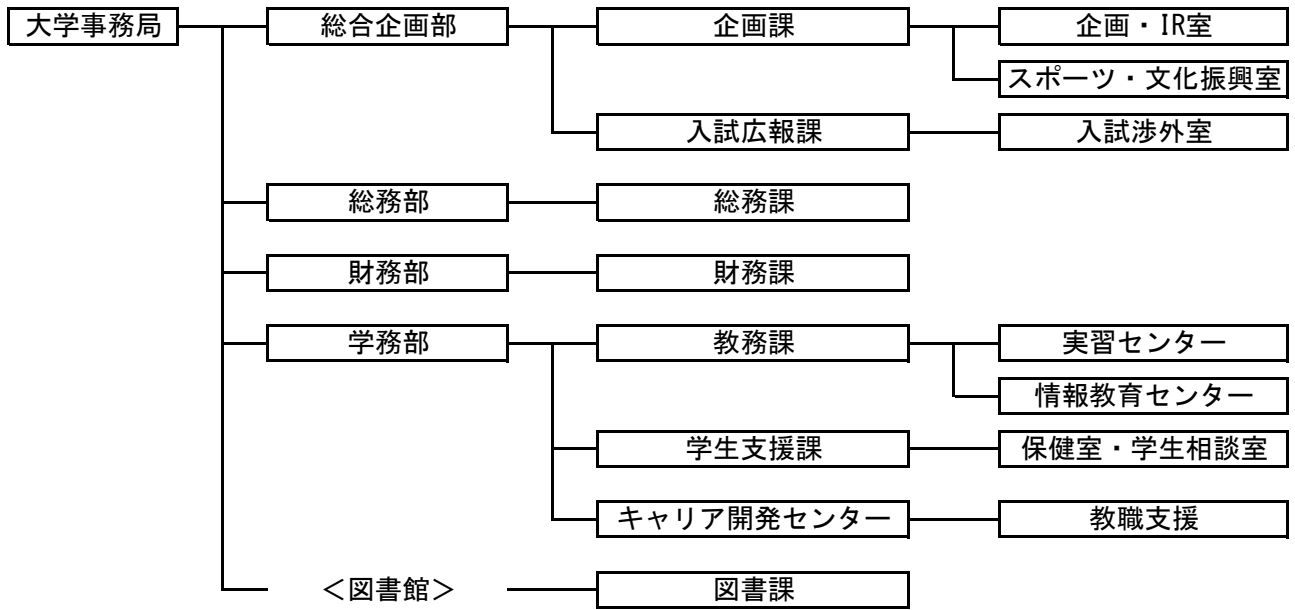 大学事務局 総合企画部 企画課 企画・IR室
スポーツ・文化振興室
入試広報課 入試渉外室
総務部 総務課
財務部 財務課
学務部 教務課 実習センター
情報教育センター
学生支援課 保健室・学生相談室
キャリア開発センター 教職支援
＜図書館＞ 図書課